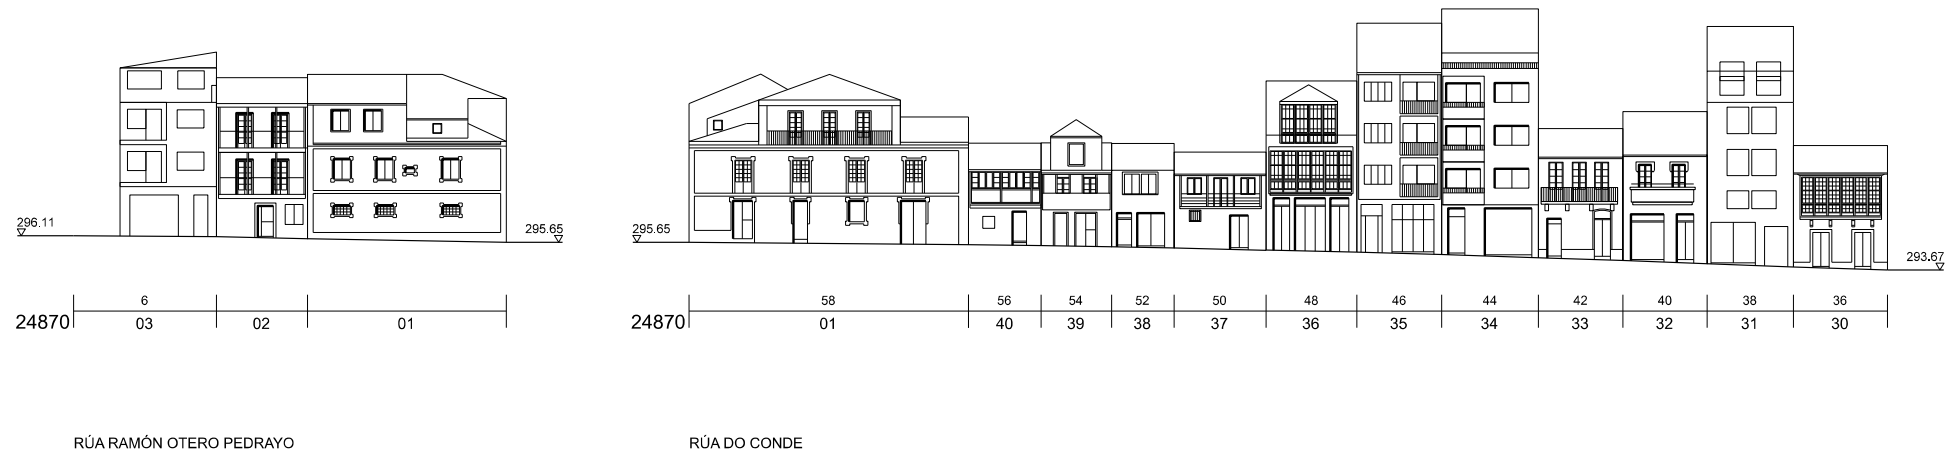 296.11
295.65
295.65
293.67
6
58 56 54 52 50 48 46 44 42 40 38 36
24870 03 02 01
24870 01 40 39 38 37 36 35 34 33 32 31 30
RÚA RAMÓN OTERO PEDRAYO
RÚA DO CONDE